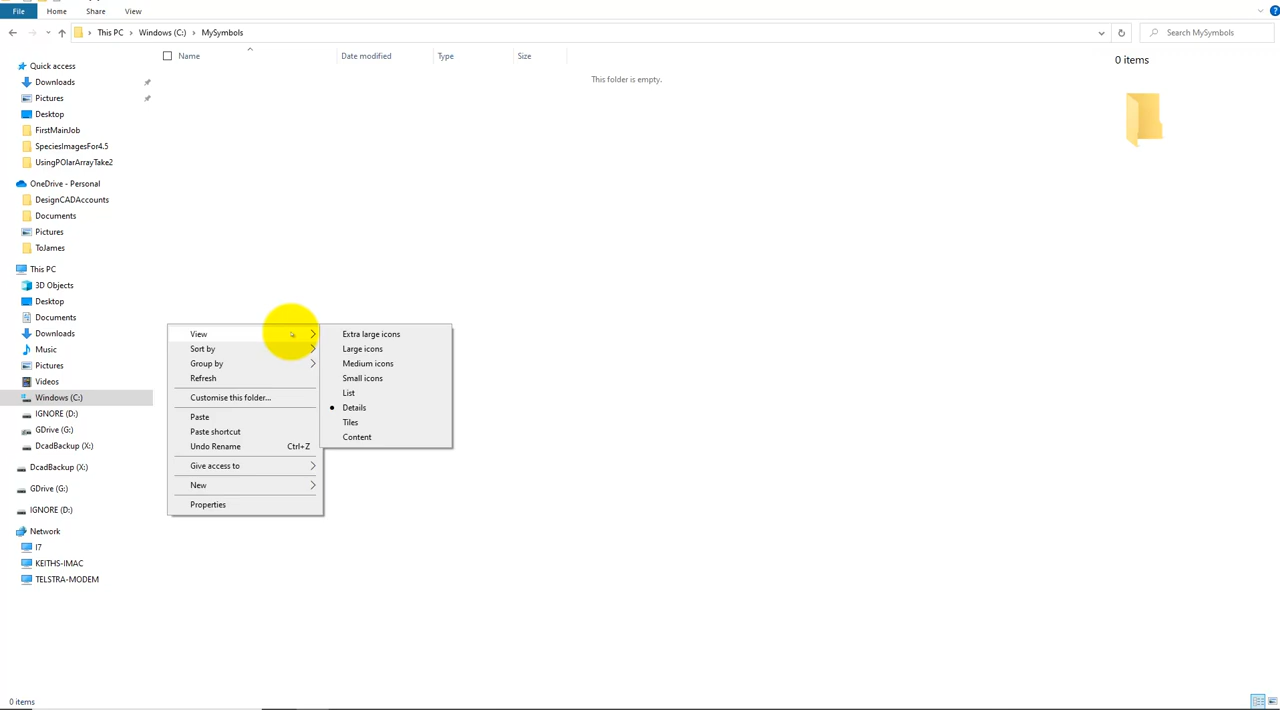 File Home Share View
This PC Windows (C:) MySymbols Search MySymbols
Name Date modified Type Size
0 items
This folder is empty.
Quick access
Downloads
Pictures
Desktop
FirstMainJob
SpeciesImagesFor4.5
UsingPOlarArrayTake2
OneDrive - Personal
DesignCADAccounts
Documents
Pictures
ToJames
This PC
3D Objects
Desktop
Documents
Downloads
Music
Pictures
Videos
Windows (C:)
IGNORE (D:)
GDrive (G:)
DcadBackup (X:)
DcadBackup (X:)
GDrive (G:)
IGNORE (D:)
Network
I7
KEITHS-IMAC
TELSTRA-MODEM
View
Sort by
Group by
Refresh
Customise this folder...
Paste
Paste shortcut
Undo Rename Ctrl+Z
Give access to
New
Properties
Extra large icons
Large icons
Medium icons
Small icons
List
Details
Tiles
Content
0 items